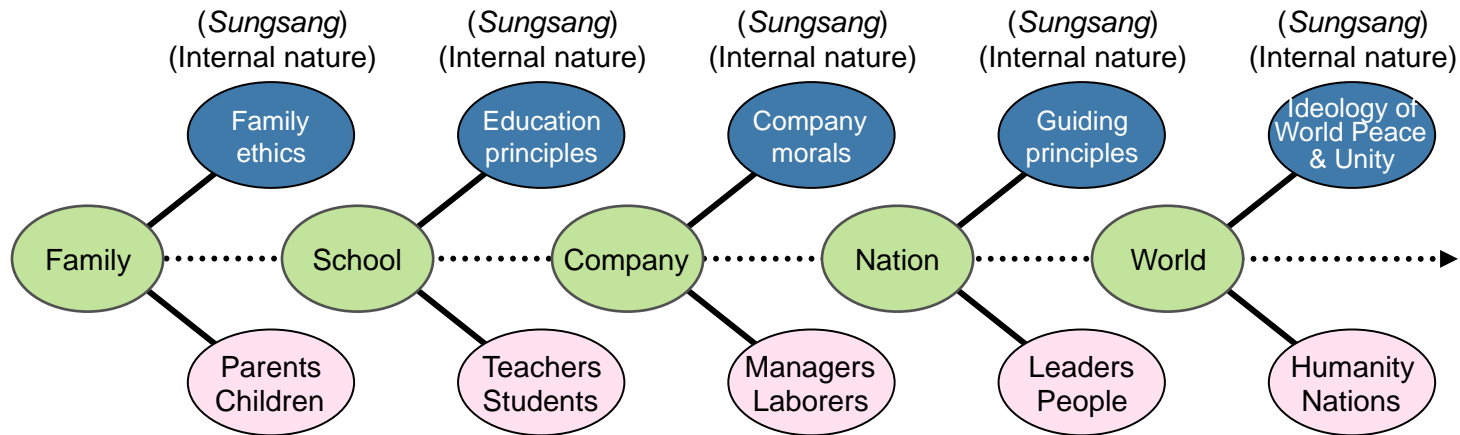 (Sungsang) (Sungsang) (Sungsang) (Sungsang) (Sungsang)
(Internal nature) (Internal nature) (Internal nature) (Internal nature) (Internal nature)
Family
ethics
Education
principles
Company
morals
Guiding
principles
Ideology of
World Peace
& Unity
Family
School
Company
Nation
World
Parents
Children
Teachers
Students
Managers
Laborers
Leaders
People
Humanity
Nations